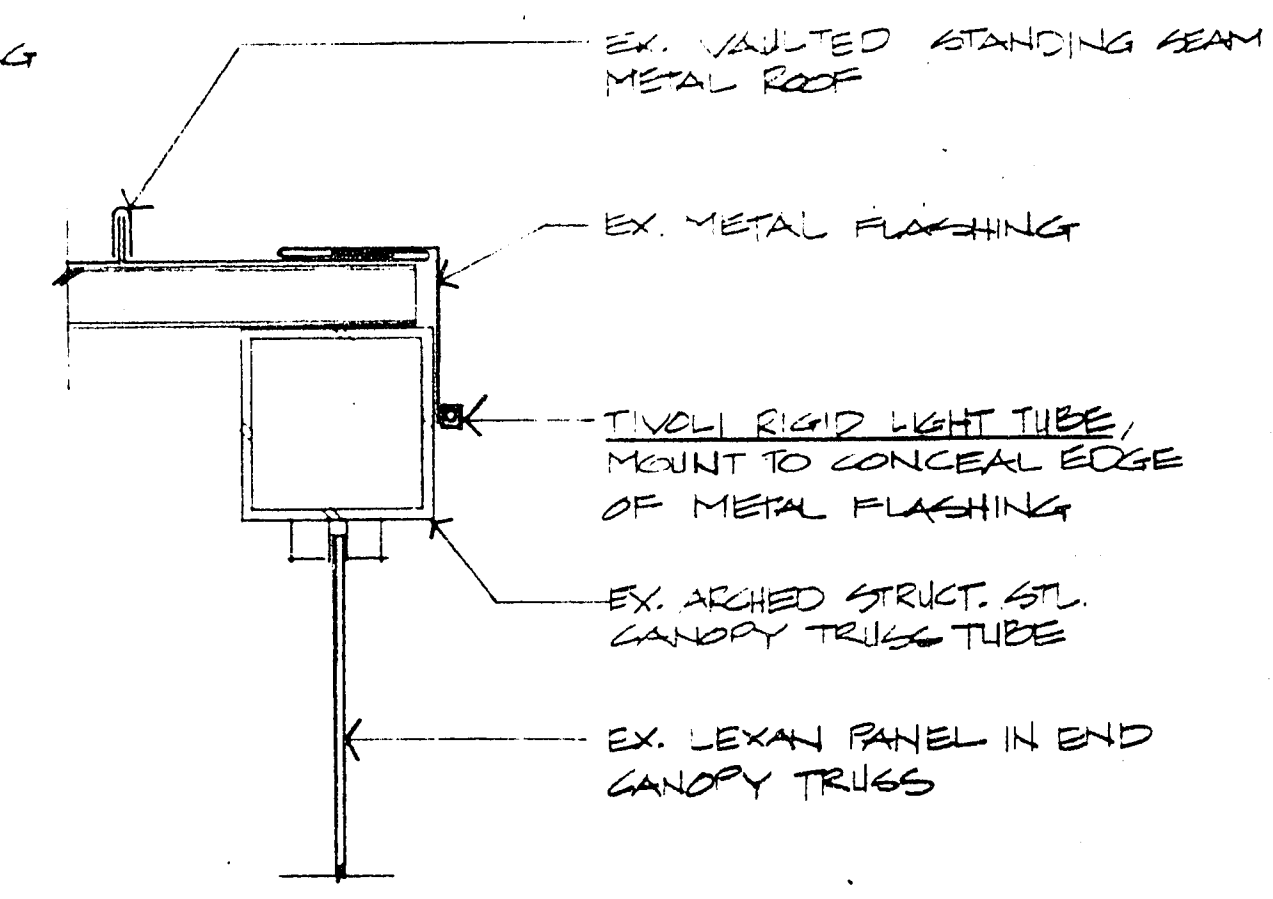 G
EX. VAULTED STANDING SEAM
METAL ROOF
EX. METAL FLASHING
TIVOLI RIGID LIGHT TUBE,
MOUNT TO CONCEAL EDGE
OF METAL FLASHING
EX. ARCHED STRUCT. STL.
CANOPY TRUSS TUBE
EX. LEXAN PANEL IN END
CANOPY TRUSS